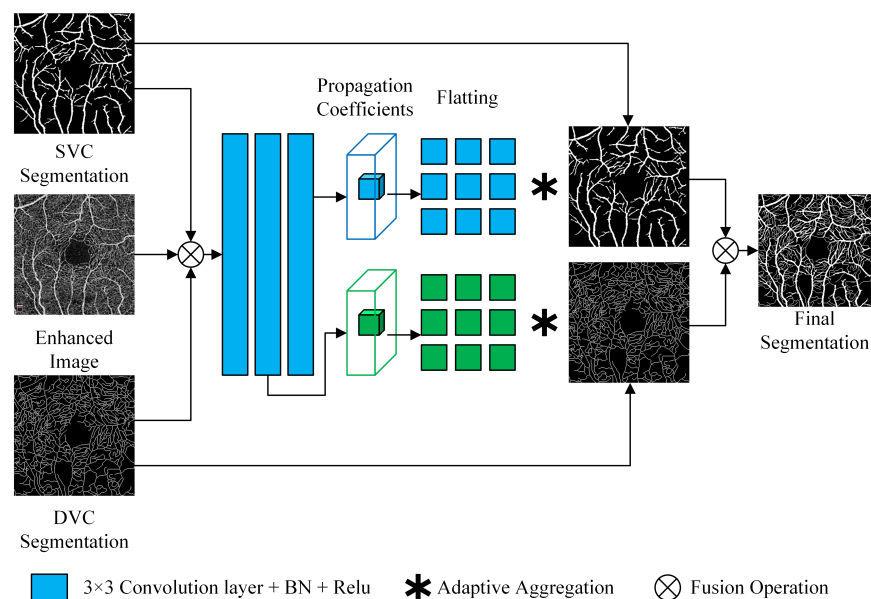 SVC
Segmentation
Enhanced
Image
DVC
Segmentation
Propagation
Coefficients
Flatting
Final
Segmentation
3×3 Convolution layer + BN + Relu
Adaptive Aggregation
Fusion Operation